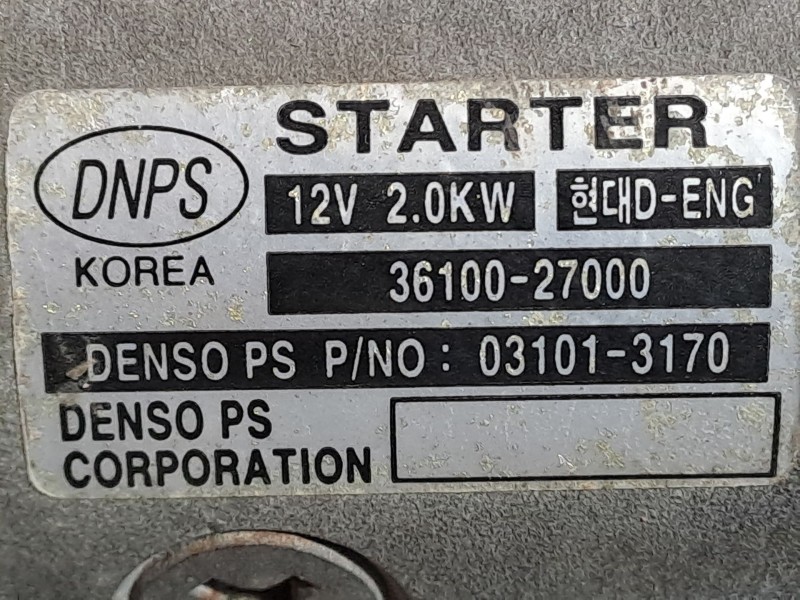 STARTER
DNPS
12V 2.0KW 현대D-ENG
KOREA
36100-27000
DENSO PS P/NO : 03101-3170
DENSO PS
CORPORATION